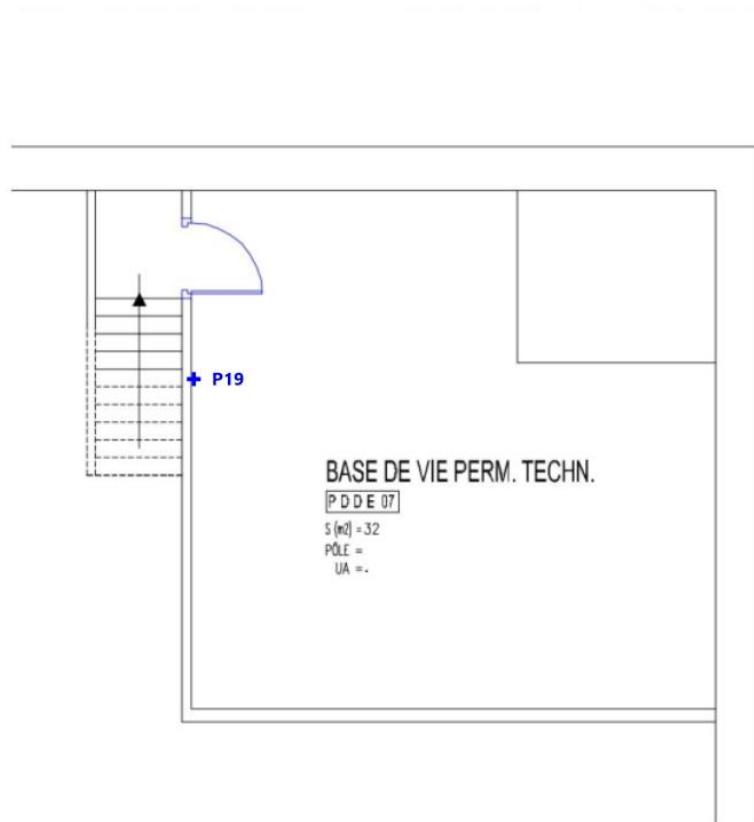 P19
BASE DE VIE PERM. TECHN.
PDDE 07
S (m2) = 32
PÔLE =
UA =.